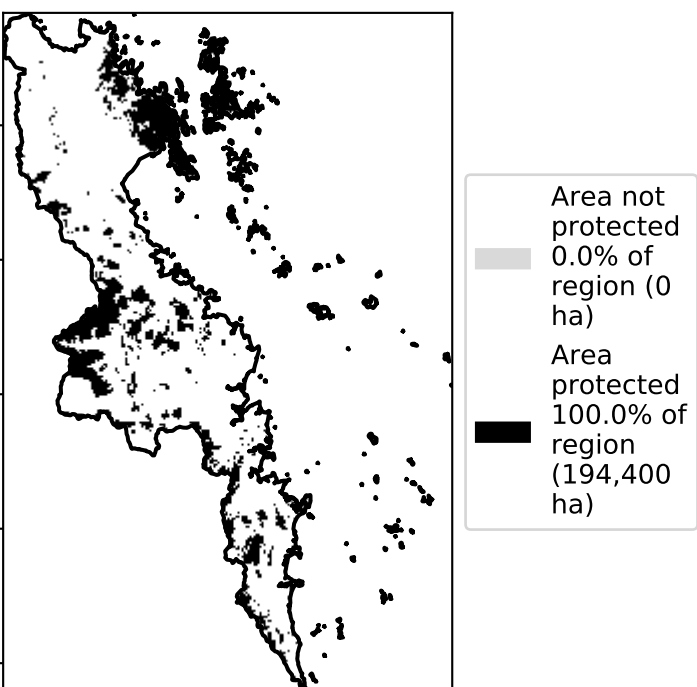 Area not
protected
0.0% of
region (0
ha)
Area
protected
100.0% of
region
(194,400
ha)